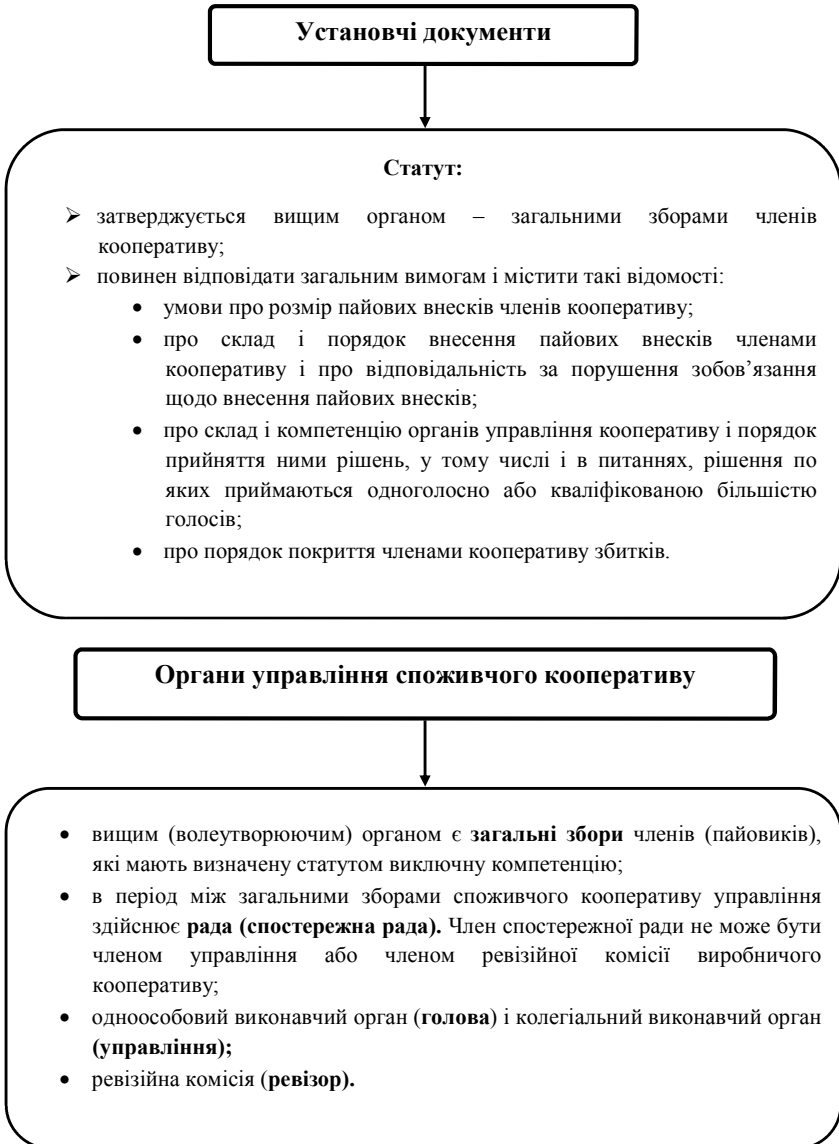 Установчі документи
Статут:
➢ затверджується вищим органом – загальними зборами членів
кооперативу;
➢ повинен відповідати загальним вимогам і містити такі відомості:
• умови про розмір пайових внесків членів кооперативу;
• про склад і порядок внесення пайових внесків членами
кооперативу і про відповідальність за порушення зобов’язання
щодо внесення пайових внесків;
• про склад і компетенцію органів управління кооперативу і порядок
прийняття ними рішень, у тому числі і в питаннях, рішення по
яких приймаються одноголосно або кваліфікованою більшістю
голосів;
• про порядок покриття членами кооперативу збитків.
Органи управління споживчого кооперативу
• вищим (волеутворюючим) органом є загальні збори членів (пайовиків),
які мають визначену статутом виключну компетенцію;
• в період між загальними зборами споживчого кооперативу управління
здійснює рада (спостережна рада). Член спостережної ради не може бути
членом управління або членом ревізійної комісії виробничого
кооперативу;
• одноособовий виконавчий орган (голова) і колегіальний виконавчий орган
(управління);
• ревізійна комісія (ревізор).